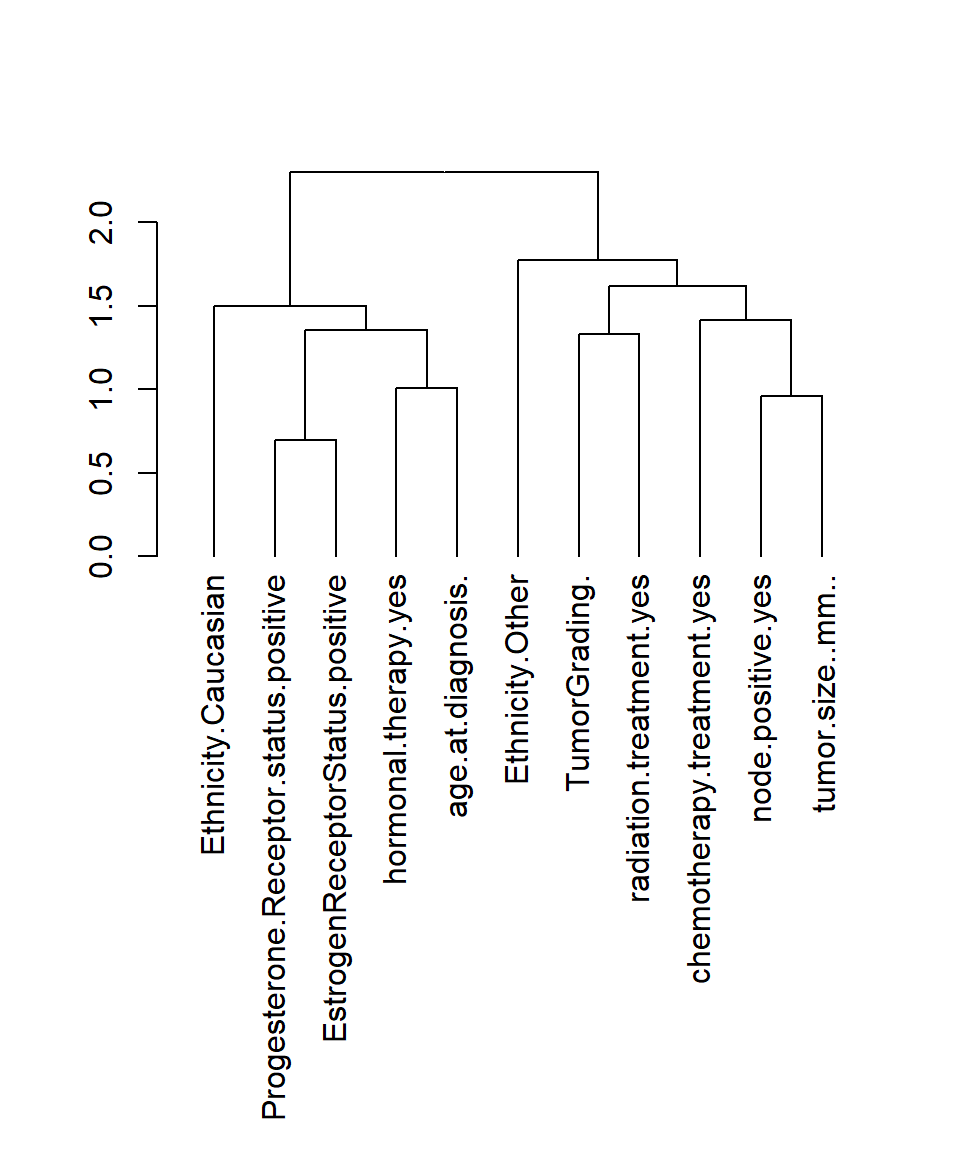 2.0
1.5
1.0
0.5
0.0
Ethnicity.Caucasian
Progesterone.Receptor.status.positive
EstrogenReceptorStatus.positive
hormonal.therapy.yes
age.at.diagnosis.
Ethnicity.Other
TumorGrading.
radiation.treatment.yes
chemotherapy.treatment.yes
node.positive.yes
tumor.size..mm..